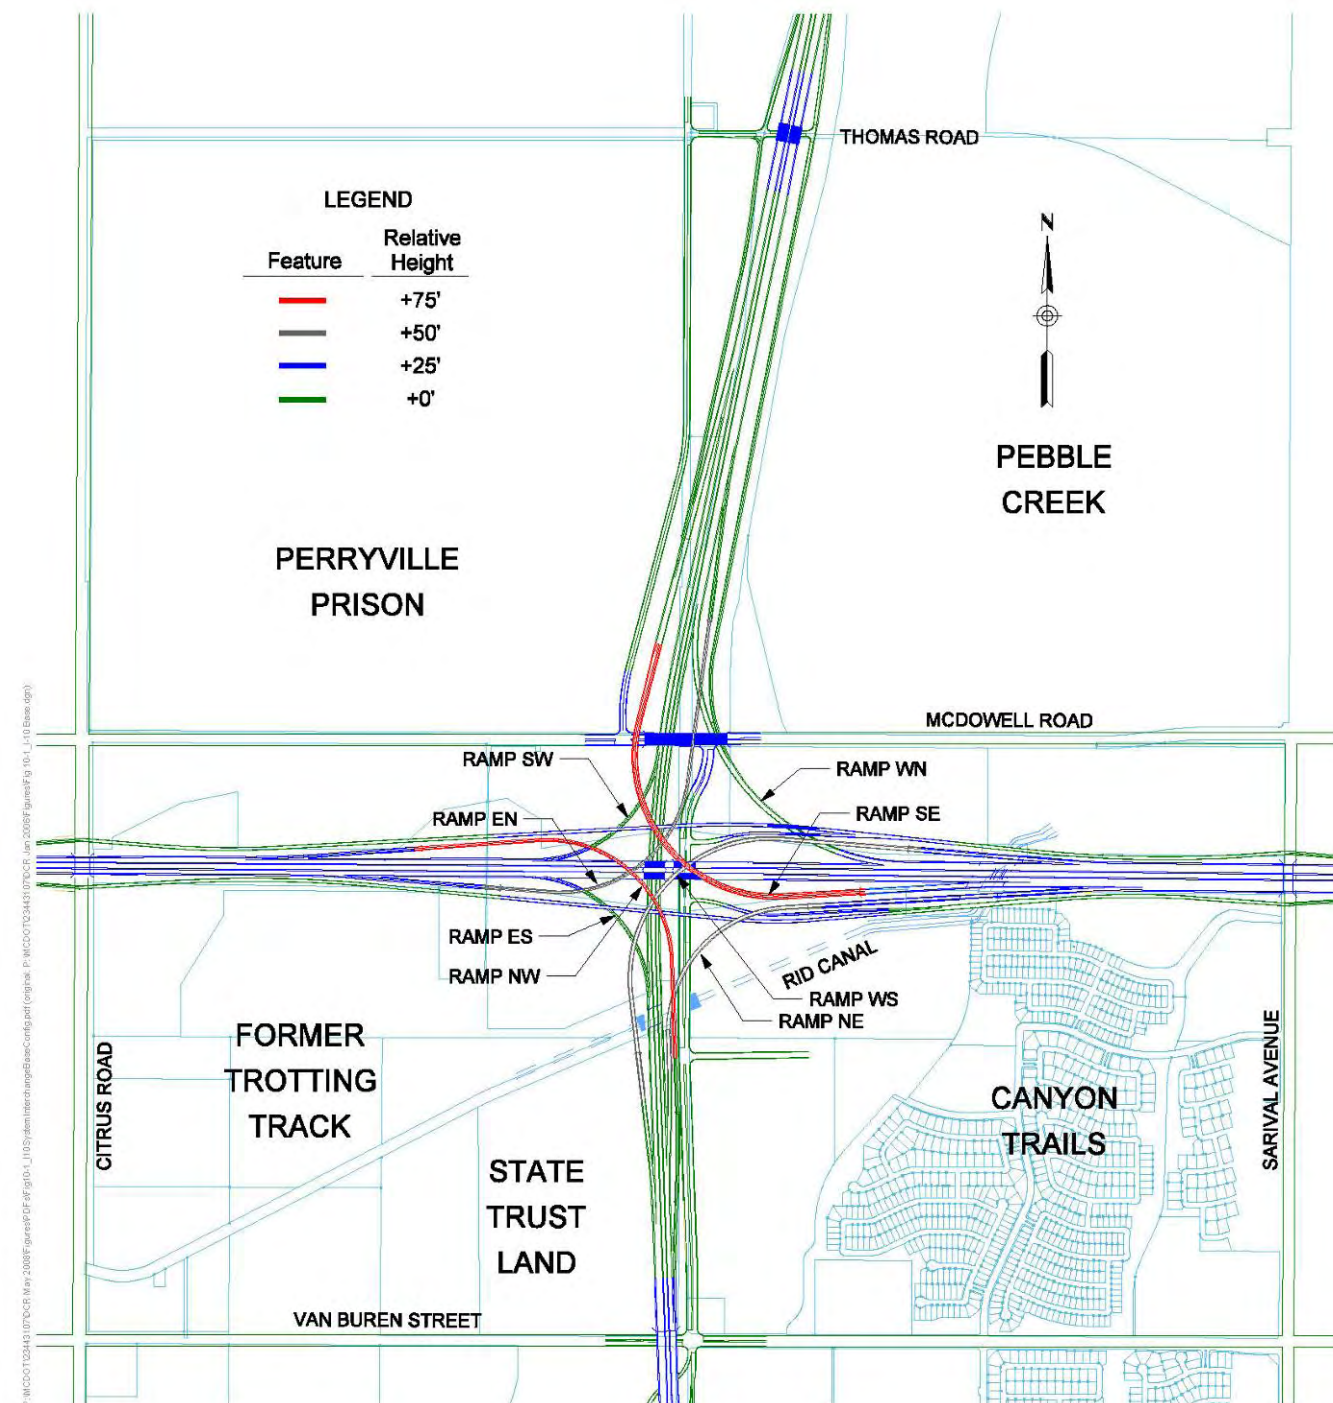 THOMAS ROAD
LEGEND
Feature
Relative
Height
+75'
+50'
+25'
+0'
N
PEBBLE
CREEK
PERRYVILLE
PRISON
MCDOWELL ROAD
RAMP SW
RAMP WN
RAMP EN
RAMP SE
RAMP ES
RAMP NW
RID CANAL
RAMP WS
RAMP NE
FORMER
TROTTING
TRACK
CITRUS ROAD
CANYON
TRAILS
SARIVAL AVENUE
STATE
TRUST
LAND
VAN BUREN STREET